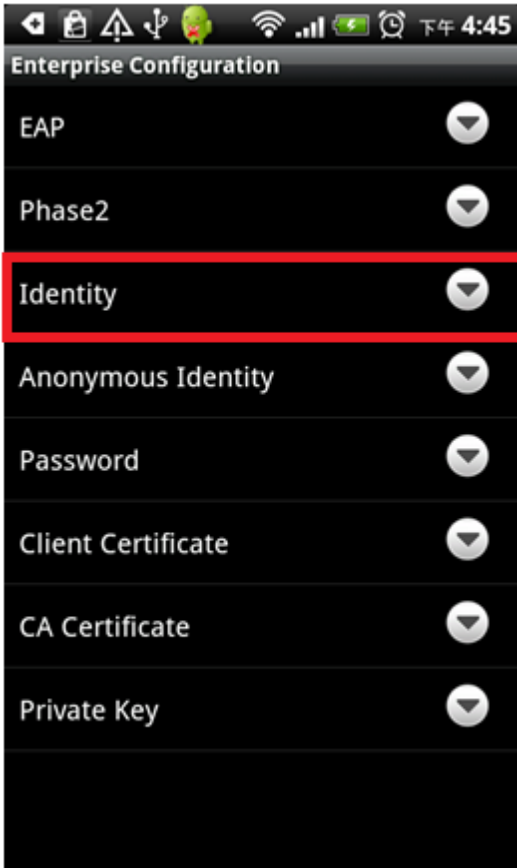 下午 4:45
Enterprise Configuration
EAP
Phase2
Identity
Anonymous Identity
Password
Client Certificate
CA Certificate
Private Key